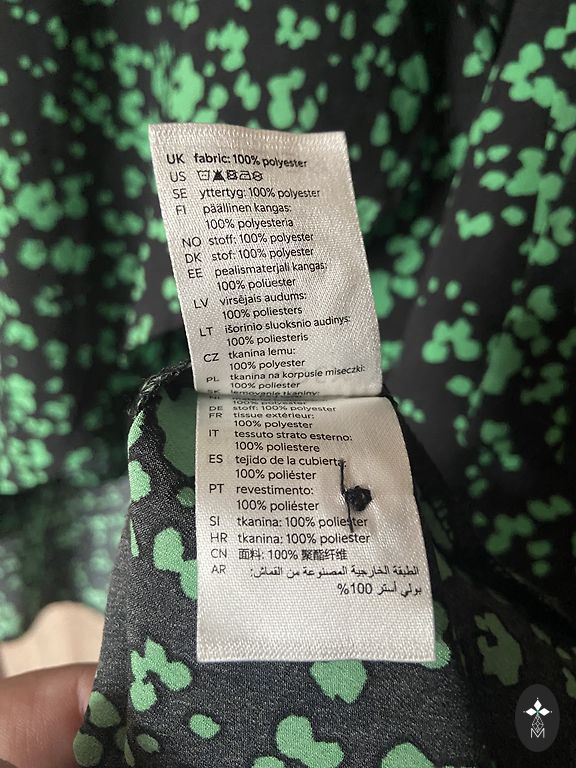 UK fabric: 100% polyester
US
SE yttertyg: 100% polyester
FI päällinen kangas:
100% polyesteria
NO stoff: 100% polyester
DK stof: 100% polyester
EE pealismaterjali kangas:
100% polüester
LV virsējais audums:
100% poliesters
LT išorinio sluoksnio audinys:
100% poliesteris
CZ tkanina lemu:
100% polyester
PL tkanina na korpusie miseczki:
100% poliester
lemovanie tkaniny:
100% polyester
DE stoff: 100% polyester
FR tissue extérieur:
100% polyester
IT tessuto strato esterno:
100% poliestere
ES tejido de la cubierta:
100% poliéster
PT revestimento:
100% poliéster
SI tkanina: 100% poliester
HR tkanina: 100% poliester
CN 面料: 100% 聚酯纤维
AR الطبقة الخارجية المصنوعة من القماش:
بولي أستر 100%
M